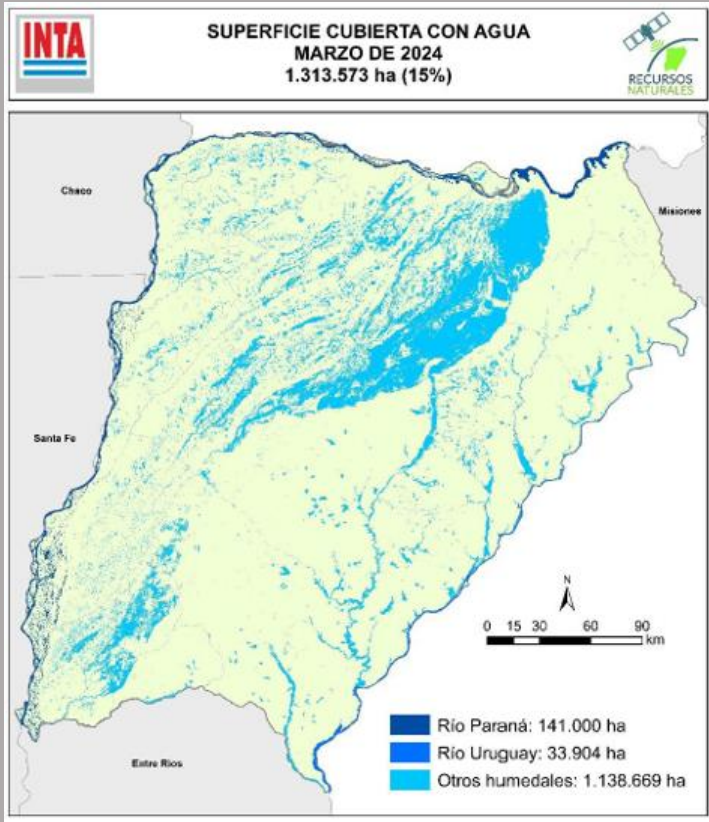 INTA
SUPERFICIE CUBIERTA CON AGUA
MARZO DE 2024
1.313.573 ha (15%)
RECURSOS
NATURALES
Chaco
Misiones
Santa Fe
Entre Ríos
N
0 15 30 60 90
km
Río Paraná: 141.000 ha
Río Uruguay: 33.904 ha
Otros humedales: 1.138.669 ha